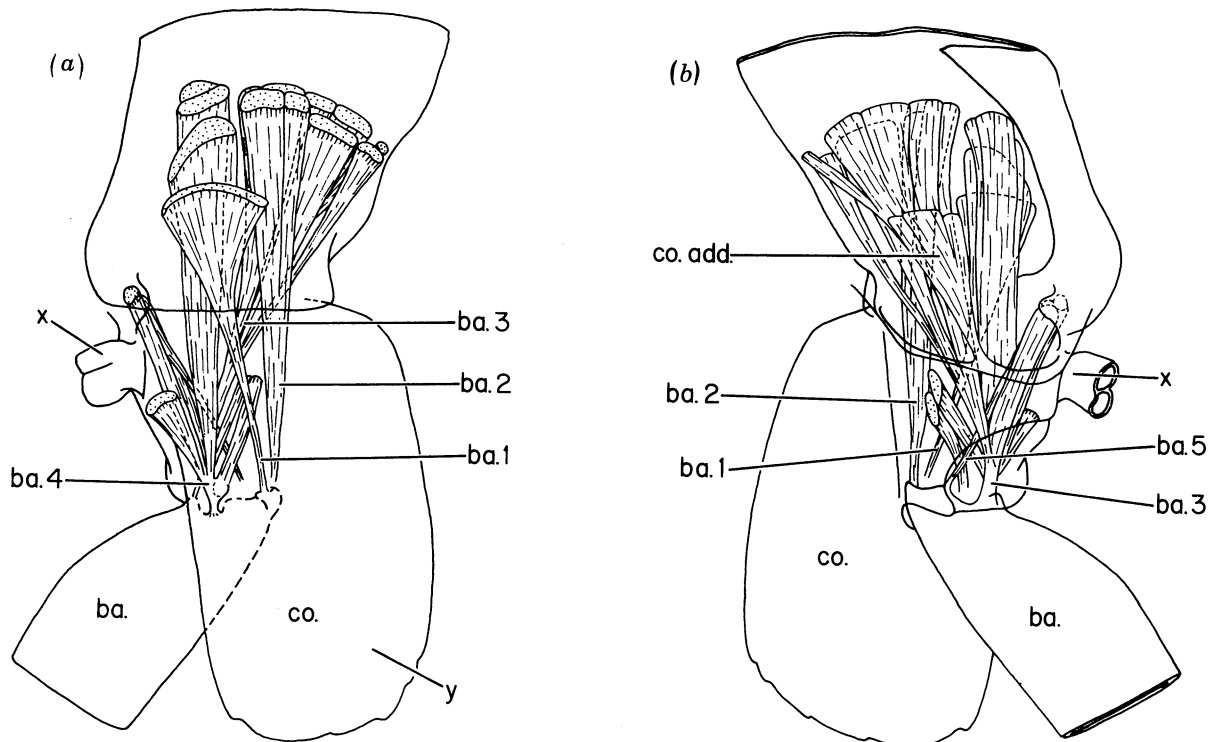 (a)
x
ba. 3
ba. 2
ba. 1
ba. 4
ba.
co.
y
(b)
co. add.
ba. 2
x
ba. 1
ba. 5
ba. 3
co.
ba.